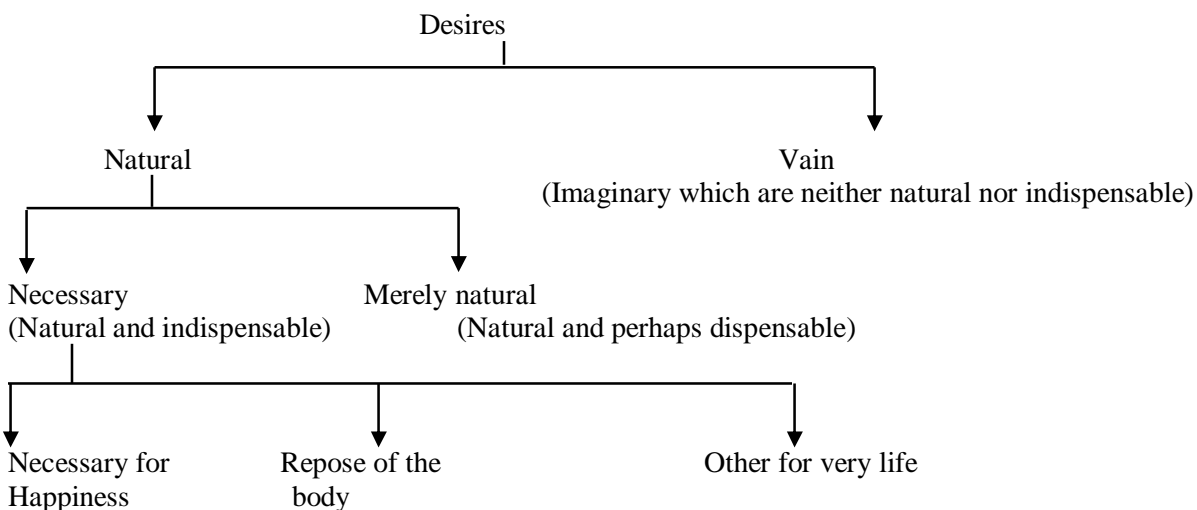 Desires
Natural
Vain
(Imaginary which are neither natural nor indispensable)
Necessary
(Natural and indispensable)
Merely natural
(Natural and perhaps dispensable)
Necessary for
Happiness
Repose of the
body
Other for very life